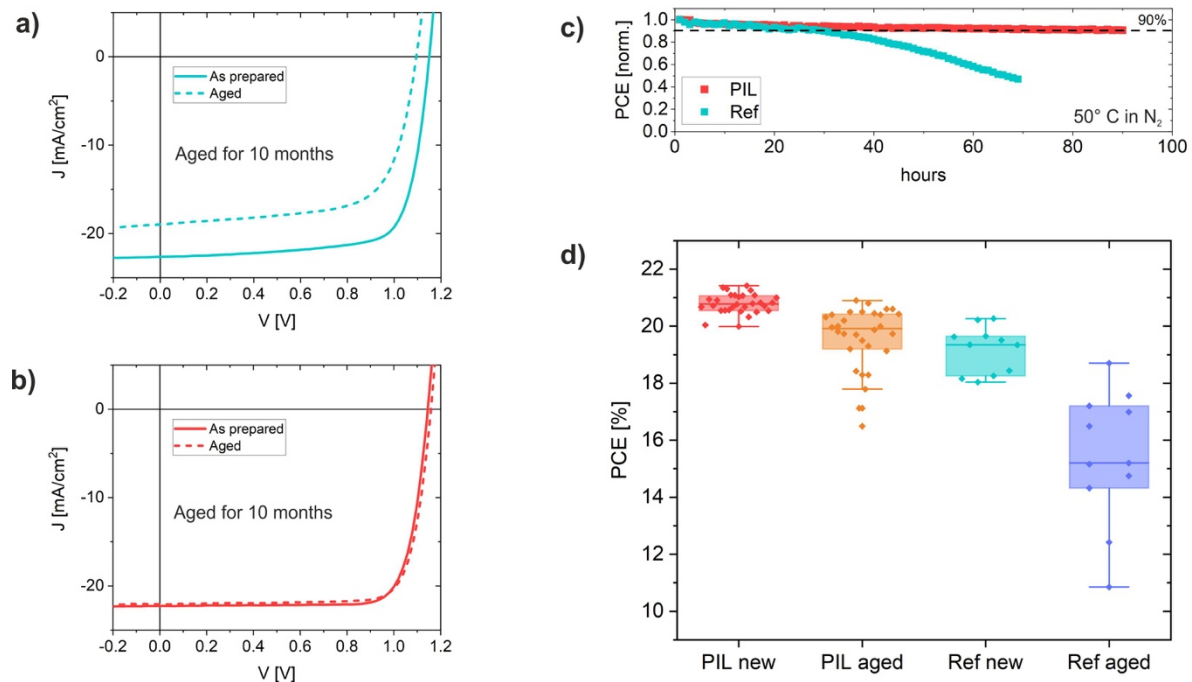 a)
J [mA/cm²]
0
-10
-20
As prepared
Aged
Aged for 10 months
-0.2 0.0 0.2 0.4 0.6 0.8 1.0 1.2
V [V]
b)
J [mA/cm²]
0
-10
-20
As prepared
Aged
Aged for 10 months
-0.2 0.0 0.2 0.4 0.6 0.8 1.0 1.2
V [V]
c)
PCE [norm.]
1.0
0.8
0.6
0.4
0.2
0.0
90%
PIL
Ref
50° C in N₂
0 20 40 60 80 100
hours
d)
PCE [%]
22
20
18
16
14
12
10
PIL new PIL aged Ref new Ref aged